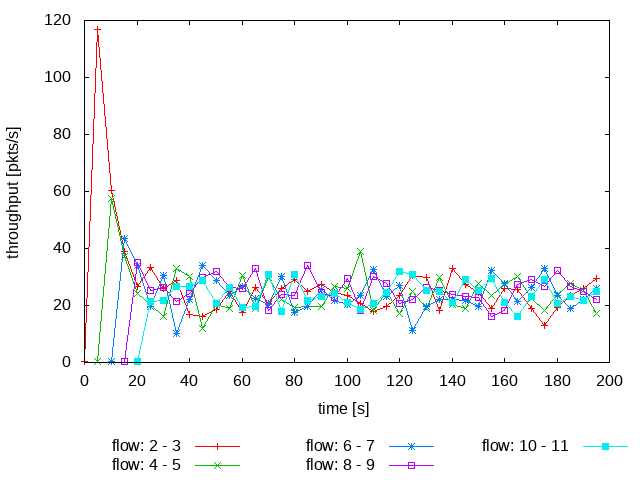 120
100
80
60
40
20
0
throughput [pkts/s]
0 20 40 60 80 100 120 140 160 180 200
time [s]
flow: 2 - 3 flow: 6 - 7 flow: 10 - 11
flow: 4 - 5 flow: 8 - 9